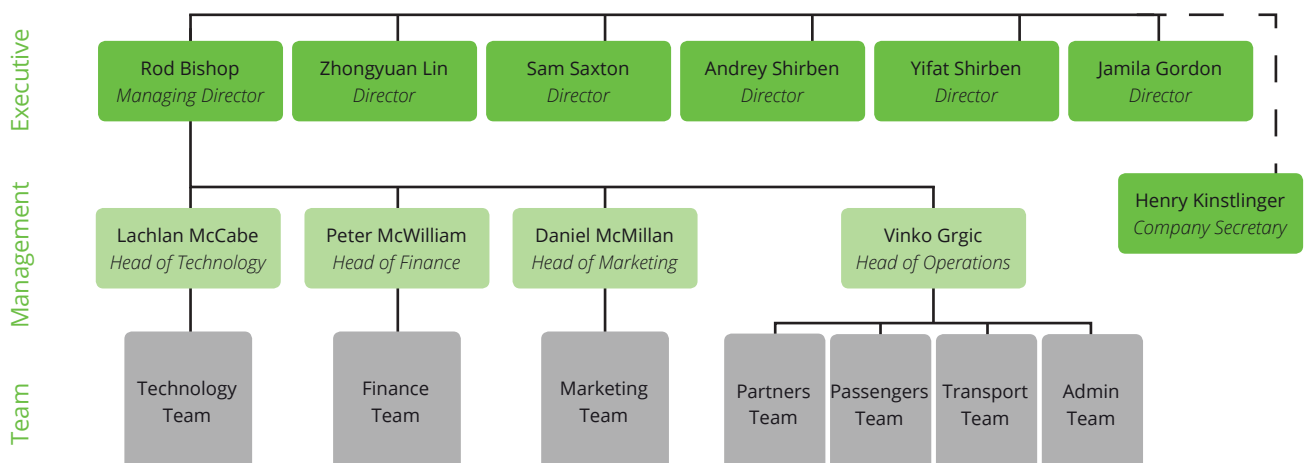 Executive
Rod Bishop
Managing Director
Zhongyuan Lin
Director
Sam Saxton
Director
Andrey Shirben
Director
Yifat Shirben
Director
Jamila Gordon
Director
Henry Kinstlinger
Company Secretary
Management
Lachlan McCabe
Head of Technology
Peter McWilliam
Head of Finance
Daniel McMillan
Head of Marketing
Vinko Grgic
Head of Operations
Team
Technology
Team
Finance
Team
Marketing
Team
Partners
Team
Passengers
Team
Transport
Team
Admin
Team